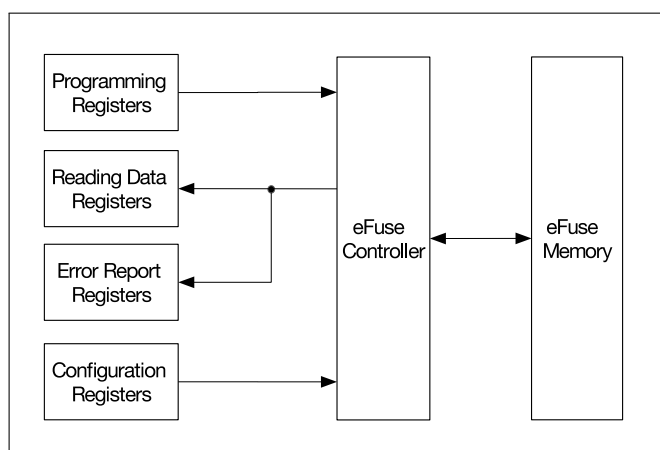 Programming
Registers
Reading Data
Registers
Error Report
Registers
Configuration
Registers
eFuse
Controller
eFuse
Memory